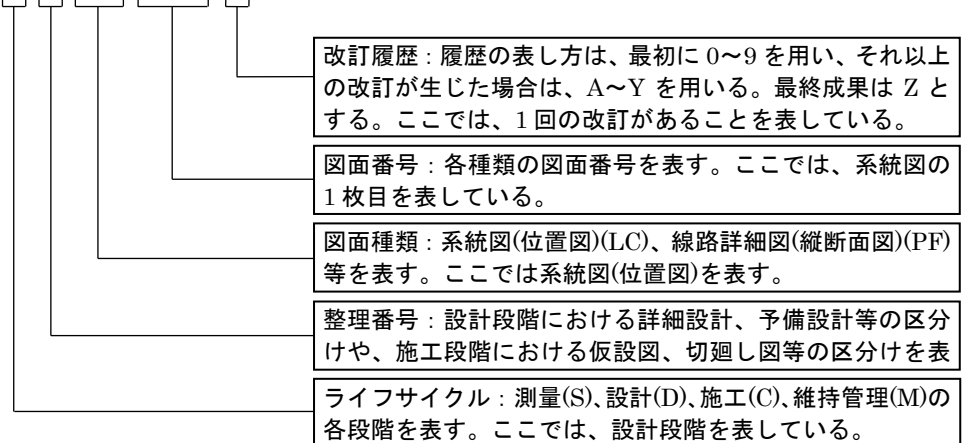 改訂履歴：履歴の表し方は、最初に 0～9 を用い、それ以上
の改訂が生じた場合は、A～Y を用いる。最終成果は Z と
する。ここでは、1 回の改訂があることを表している。
図面番号：各種類の図面番号を表す。ここでは、系統図の
1 枚目を表している。
図面種類：系統図(位置図)(LC)、線路詳細図(縦断面図)(PF)
等を表す。ここでは系統図(位置図)を表す。
整理番号：設計段階における詳細設計、予備設計等の区分
けや、施工段階における仮設図、切廻し図等の区分けを表
ライフサイクル：測量(S)、設計(D)、施工(C)、維持管理(M)の
各段階を表す。ここでは、設計段階を表している。